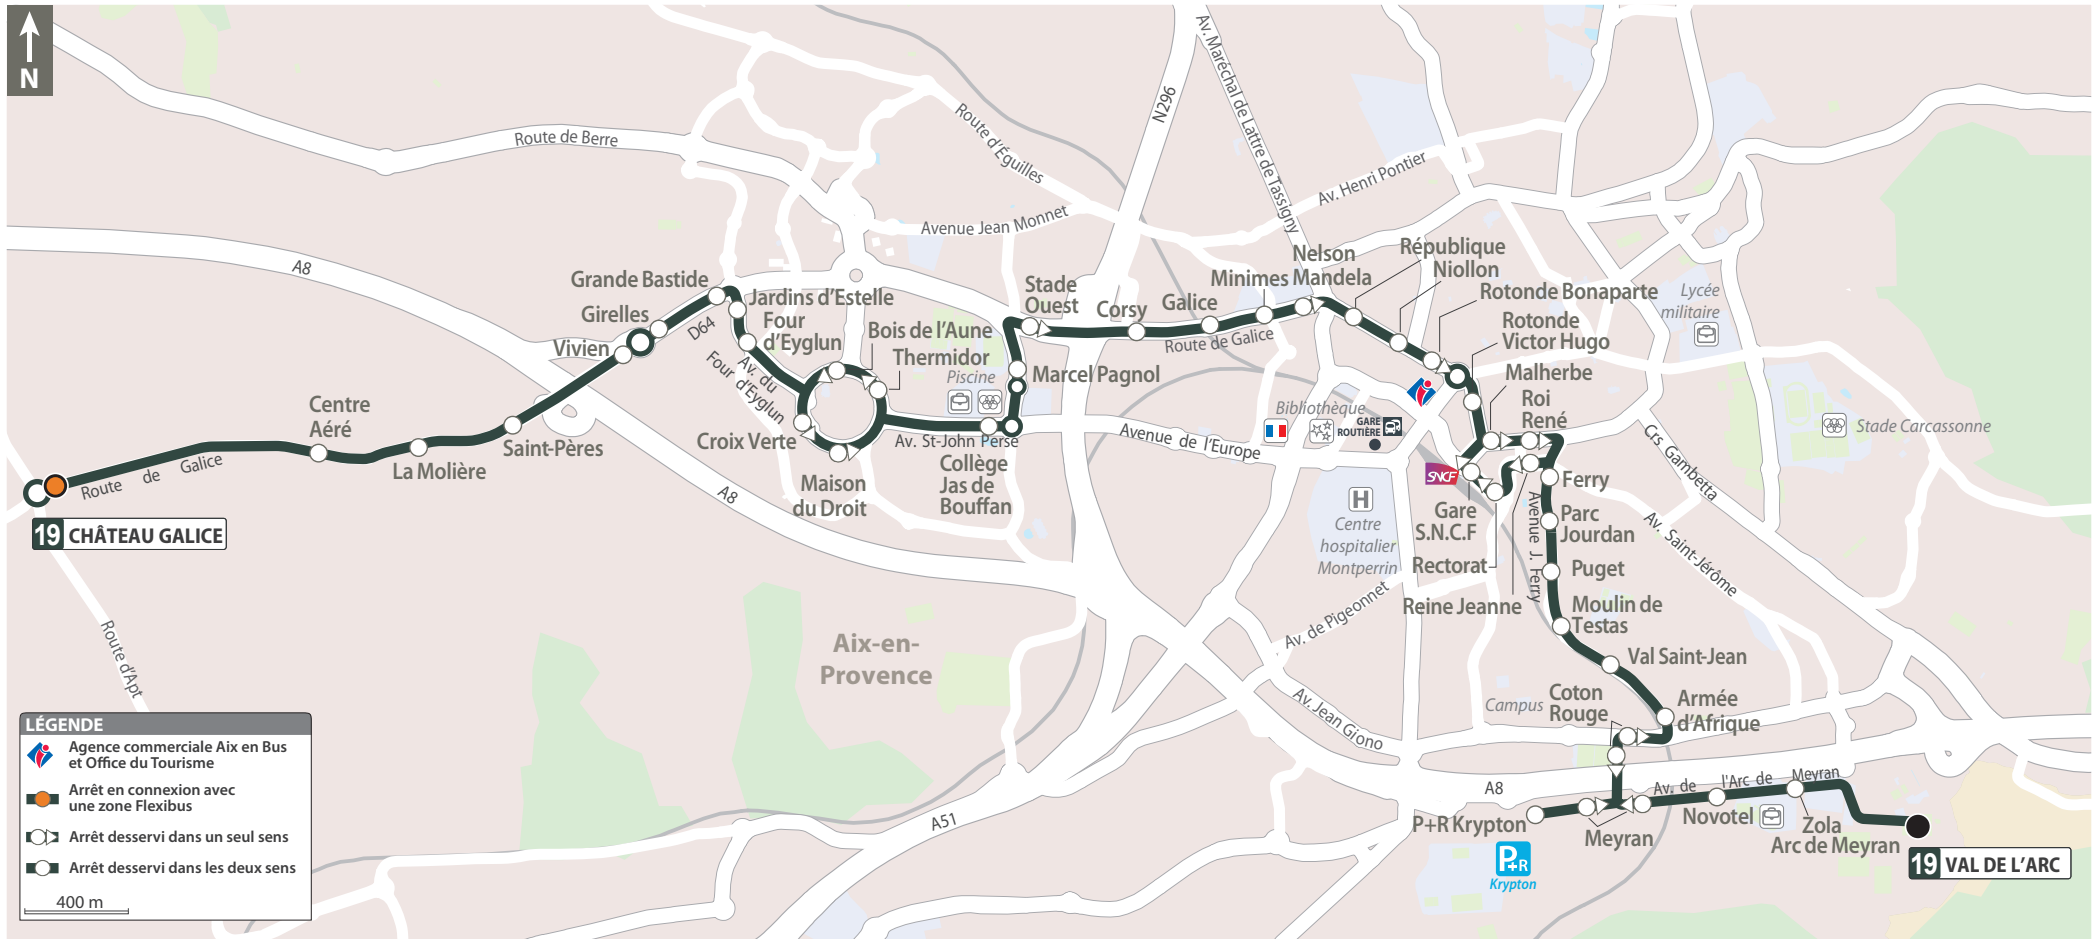 N
Route de Berre
Route d'Éguilles
N296
Av. Maréchal de Lattre de Tassigny
Av. Henri Pontier
Avenue Jean Monnet
A8
Grande Bastide
Girelles
Vivien
D64
Jardins d'Estelle
Four
d'Eyglun
Av. du
Four d'Eyglun
Bois de l'Aune
Thermidor
Piscine
Stade
Ouest
Corsy
Galice
Minimes
Nelson
Mandela
République
Niollon
Rotonde Bonaparte
Rotonde
Victor Hugo
Malherbe
Roi
René
Lycée
militaire
Route de Galice
Marcel Pagnol
Bibliothèque
GARE
ROUTIÈRE
Stade Carcassonne
Crs Gambetta
Centre
Aéré
La Molière
Saint-Pères
Croix Verte
Maison
du Droit
Av. St-John Perse
Collège
Jas de
Bouffan
Avenue de l'Europe
SNCF
Gare
S.N.C.F
Rectorat
Reine Jeanne
Ferry
Parc
Jourdan
Puget
Moulin de
Testas
Avenue J. Ferry
Av. Saint-Jérôme
H
Centre
hospitalier
Montperrin
Route de Galice
19 CHÂTEAU GALICE
A8
Route d'Apt
Aix-en-
Provence
Av. de Pigeonnet
Av. Jean Giono
Val Saint-Jean
Armée
d'Afrique
Coton
Rouge
Campus
A8
A51
Av. de l'Arc de Meyran
P+R Krypton
Meyran
Novotel
Zola
Arc de Meyran
P+R
Krypton
19 VAL DE L'ARC
LÉGENDE
Agence commerciale Aix en Bus
et Office du Tourisme
Arrêt en connexion avec
une zone Flexibus
Arrêt desservi dans un seul sens
Arrêt desservi dans les deux sens
400 m